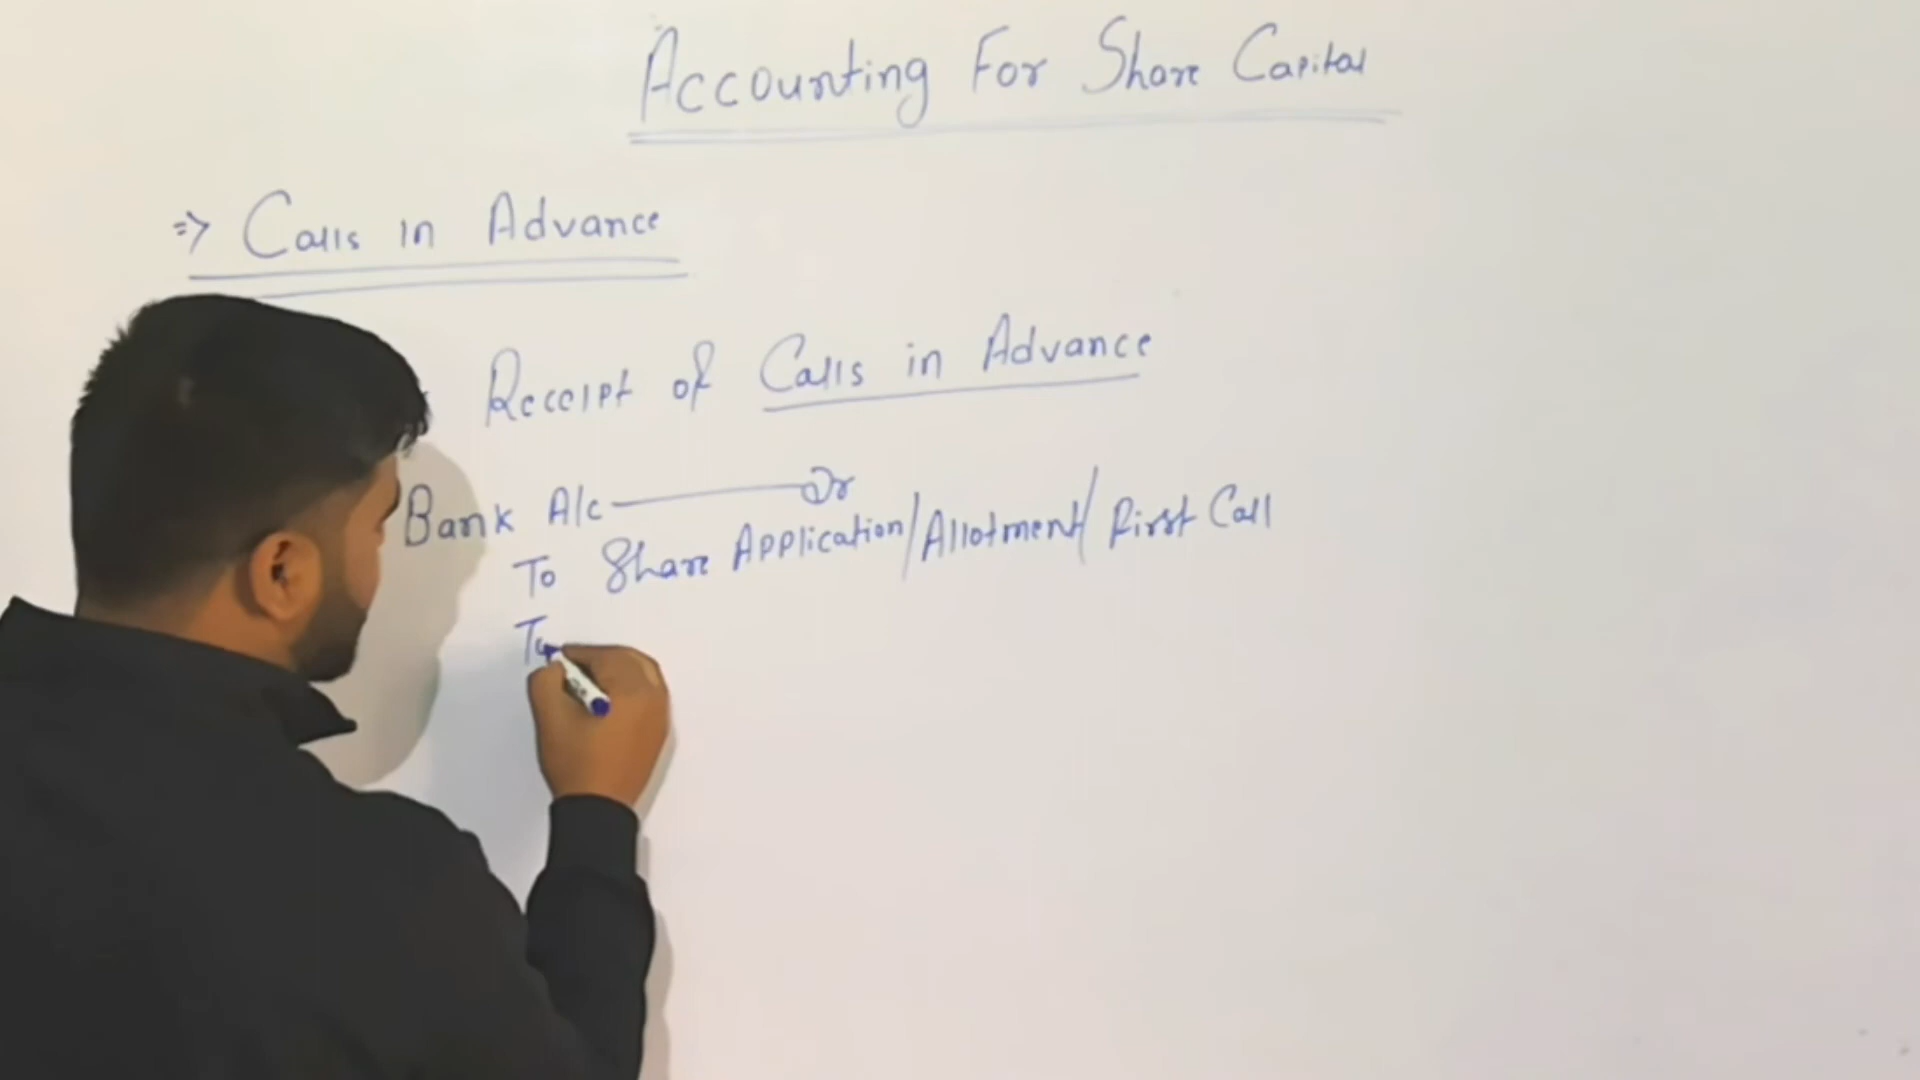 Accounting For Share Capital
=> Calls in Advance
Receipt of Calls in Advance
Bank A/c ——— Dr
To Share Application/Allotment/First Call
To